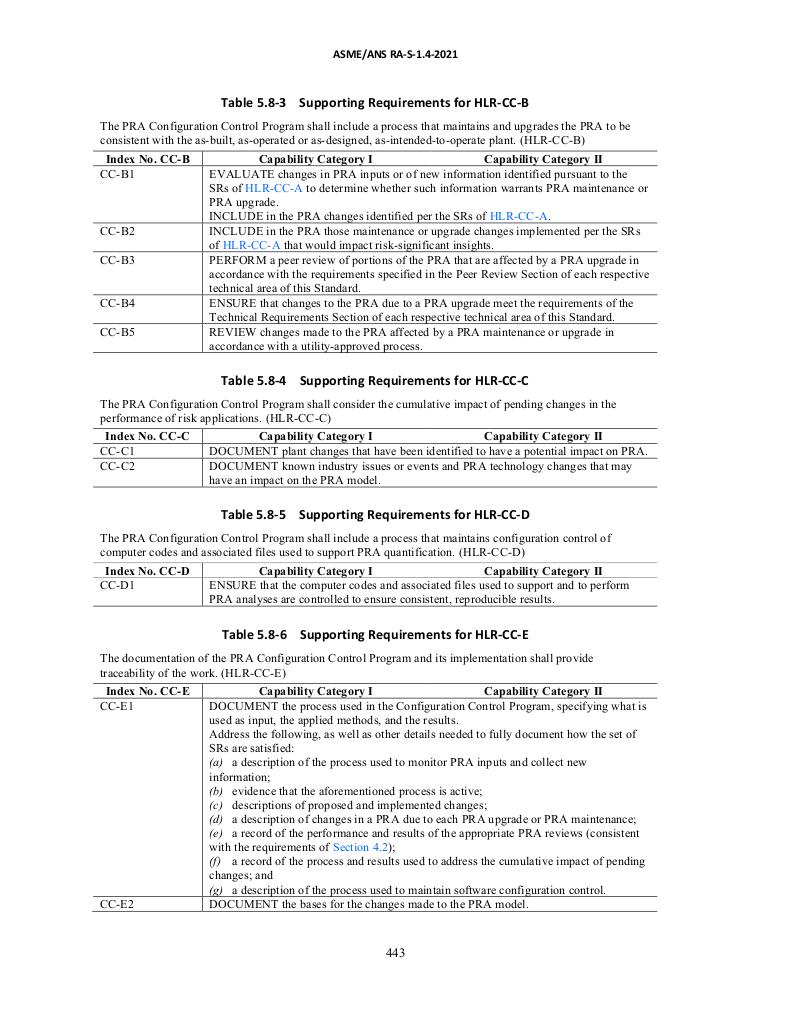 ASME/ANS RA-S-1.4-2021
Table 5.8-3 Supporting Requirements for HLR-CC-B
The PRA Configuration Control Program shall include a process that maintains and upgrades the PRA to be
consistent with the as-built, as-operated or as-designed, as-intended-to-operate plant. (HLR-CC-B)
Index No. CC-B Capability Category I Capability Category II
CC-B1 EVALUATE changes in PRA inputs or of new information identified pursuant to the
SRs of HLR-CC-A to determine whether such information warrants PRA maintenance or
PRA upgrade.
INCLUDE in the PRA changes identified per the SRs of HLR-CC-A.
CC-B2 INCLUDE in the PRA those maintenance or upgrade changes implemented per the SRs
of HLR-CC-A that would impact risk-significant insights.
CC-B3 PERFORM a peer review of portions of the PRA that are affected by a PRA upgrade in
accordance with the requirements specified in the Peer Review Section of each respective
technical area of this Standard.
CC-B4 ENSURE that changes to the PRA due to a PRA upgrade meet the requirements of the
Technical Requirements Section of each respective technical area of this Standard.
CC-B5 REVIEW changes made to the PRA affected by a PRA maintenance or upgrade in
accordance with a utility-approved process.
Table 5.8-4 Supporting Requirements for HLR-CC-C
The PRA Configuration Control Program shall consider the cumulative impact of pending changes in the
performance of risk applications. (HLR-CC-C)
Index No. CC-C Capability Category I Capability Category II
CC-C1 DOCUMENT plant changes that have been identified to have a potential impact on PRA.
CC-C2 DOCUMENT known industry issues or events and PRA technology changes that may
have an impact on the PRA model.
Table 5.8-5 Supporting Requirements for HLR-CC-D
The PRA Configuration Control Program shall include a process that maintains configuration control of
computer codes and associated files used to support PRA quantification. (HLR-CC-D)
Index No. CC-D Capability Category I Capability Category II
CC-D1 ENSURE that the computer codes and associated files used to support and to perform
PRA analyses are controlled to ensure consistent, reproducible results.
Table 5.8-6 Supporting Requirements for HLR-CC-E
The documentation of the PRA Configuration Control Program and its implementation shall provide
traceability of the work. (HLR-CC-E)
Index No. CC-E Capability Category I Capability Category II
CC-E1 DOCUMENT the process used in the Configuration Control Program, specifying what is
used as input, the applied methods, and the results.
Address the following, as well as other details needed to fully document how the set of
SRs are satisfied:
(a) a description of the process used to monitor PRA inputs and collect new
information;
(b) evidence that the aforementioned process is active;
(c) descriptions of proposed and implemented changes;
(d) a description of changes in a PRA due to each PRA upgrade or PRA maintenance;
(e) a record of the performance and results of the appropriate PRA reviews (consistent
with the requirements of Section 4.2);
(f) a record of the process and results used to address the cumulative impact of pending
changes; and
(g) a description of the process used to maintain software configuration control.
CC-E2 DOCUMENT the bases for the changes made to the PRA model.
443